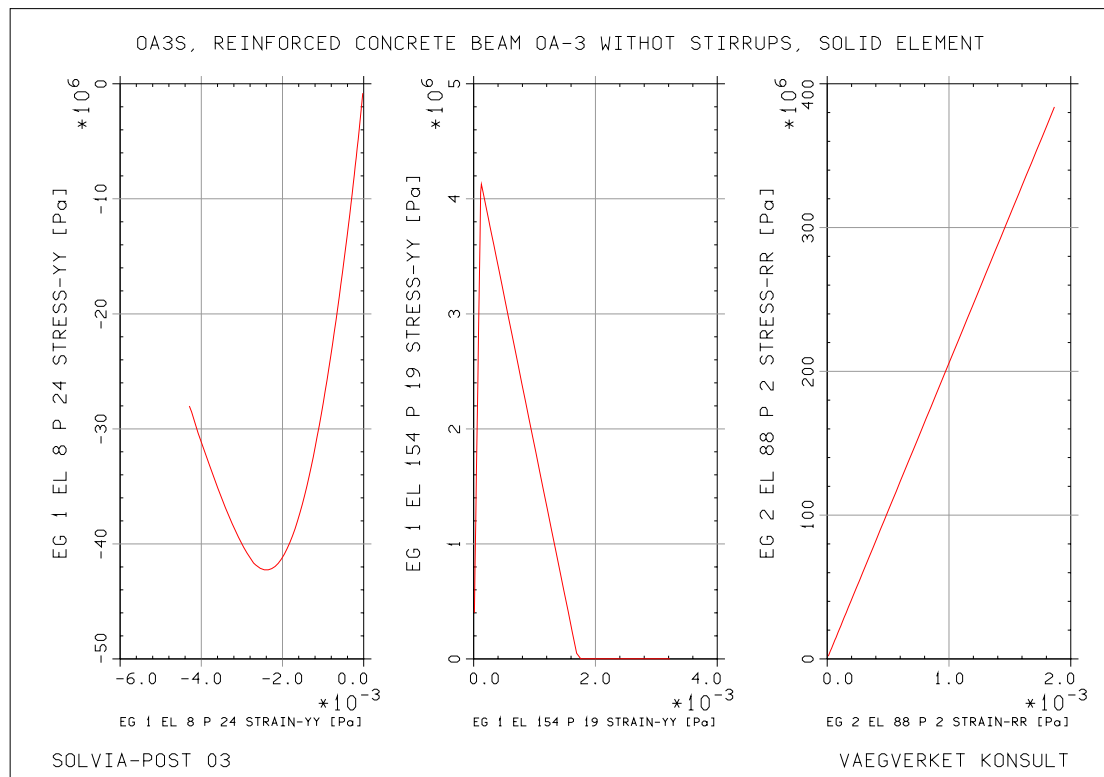 OA3S, REINFORCED CONCRETE BEAM OA-3 WITHOT STIRRUPS, SOLID ELEMENT
EG 1 EL 8 P 24 STRESS-YY [Pa]
*10^6
0
-10
-20
-30
-40
-50
-6.0 -4.0 -2.0 0.0
*10^-3
EG 1 EL 8 P 24 STRAIN-YY [Pa]
EG 1 EL 154 P 19 STRESS-YY [Pa]
*10^6
5
4
3
2
1
0
0.0 2.0 4.0
*10^-3
EG 1 EL 154 P 19 STRAIN-YY [Pa]
EG 2 EL 88 P 2 STRESS-RR [Pa]
*10^6
400
300
200
100
0
0.0 1.0 2.0
*10^-3
EG 2 EL 88 P 2 STRAIN-RR [Pa]
SOLVIA-POST 03
VAEGVERKET KONSULT